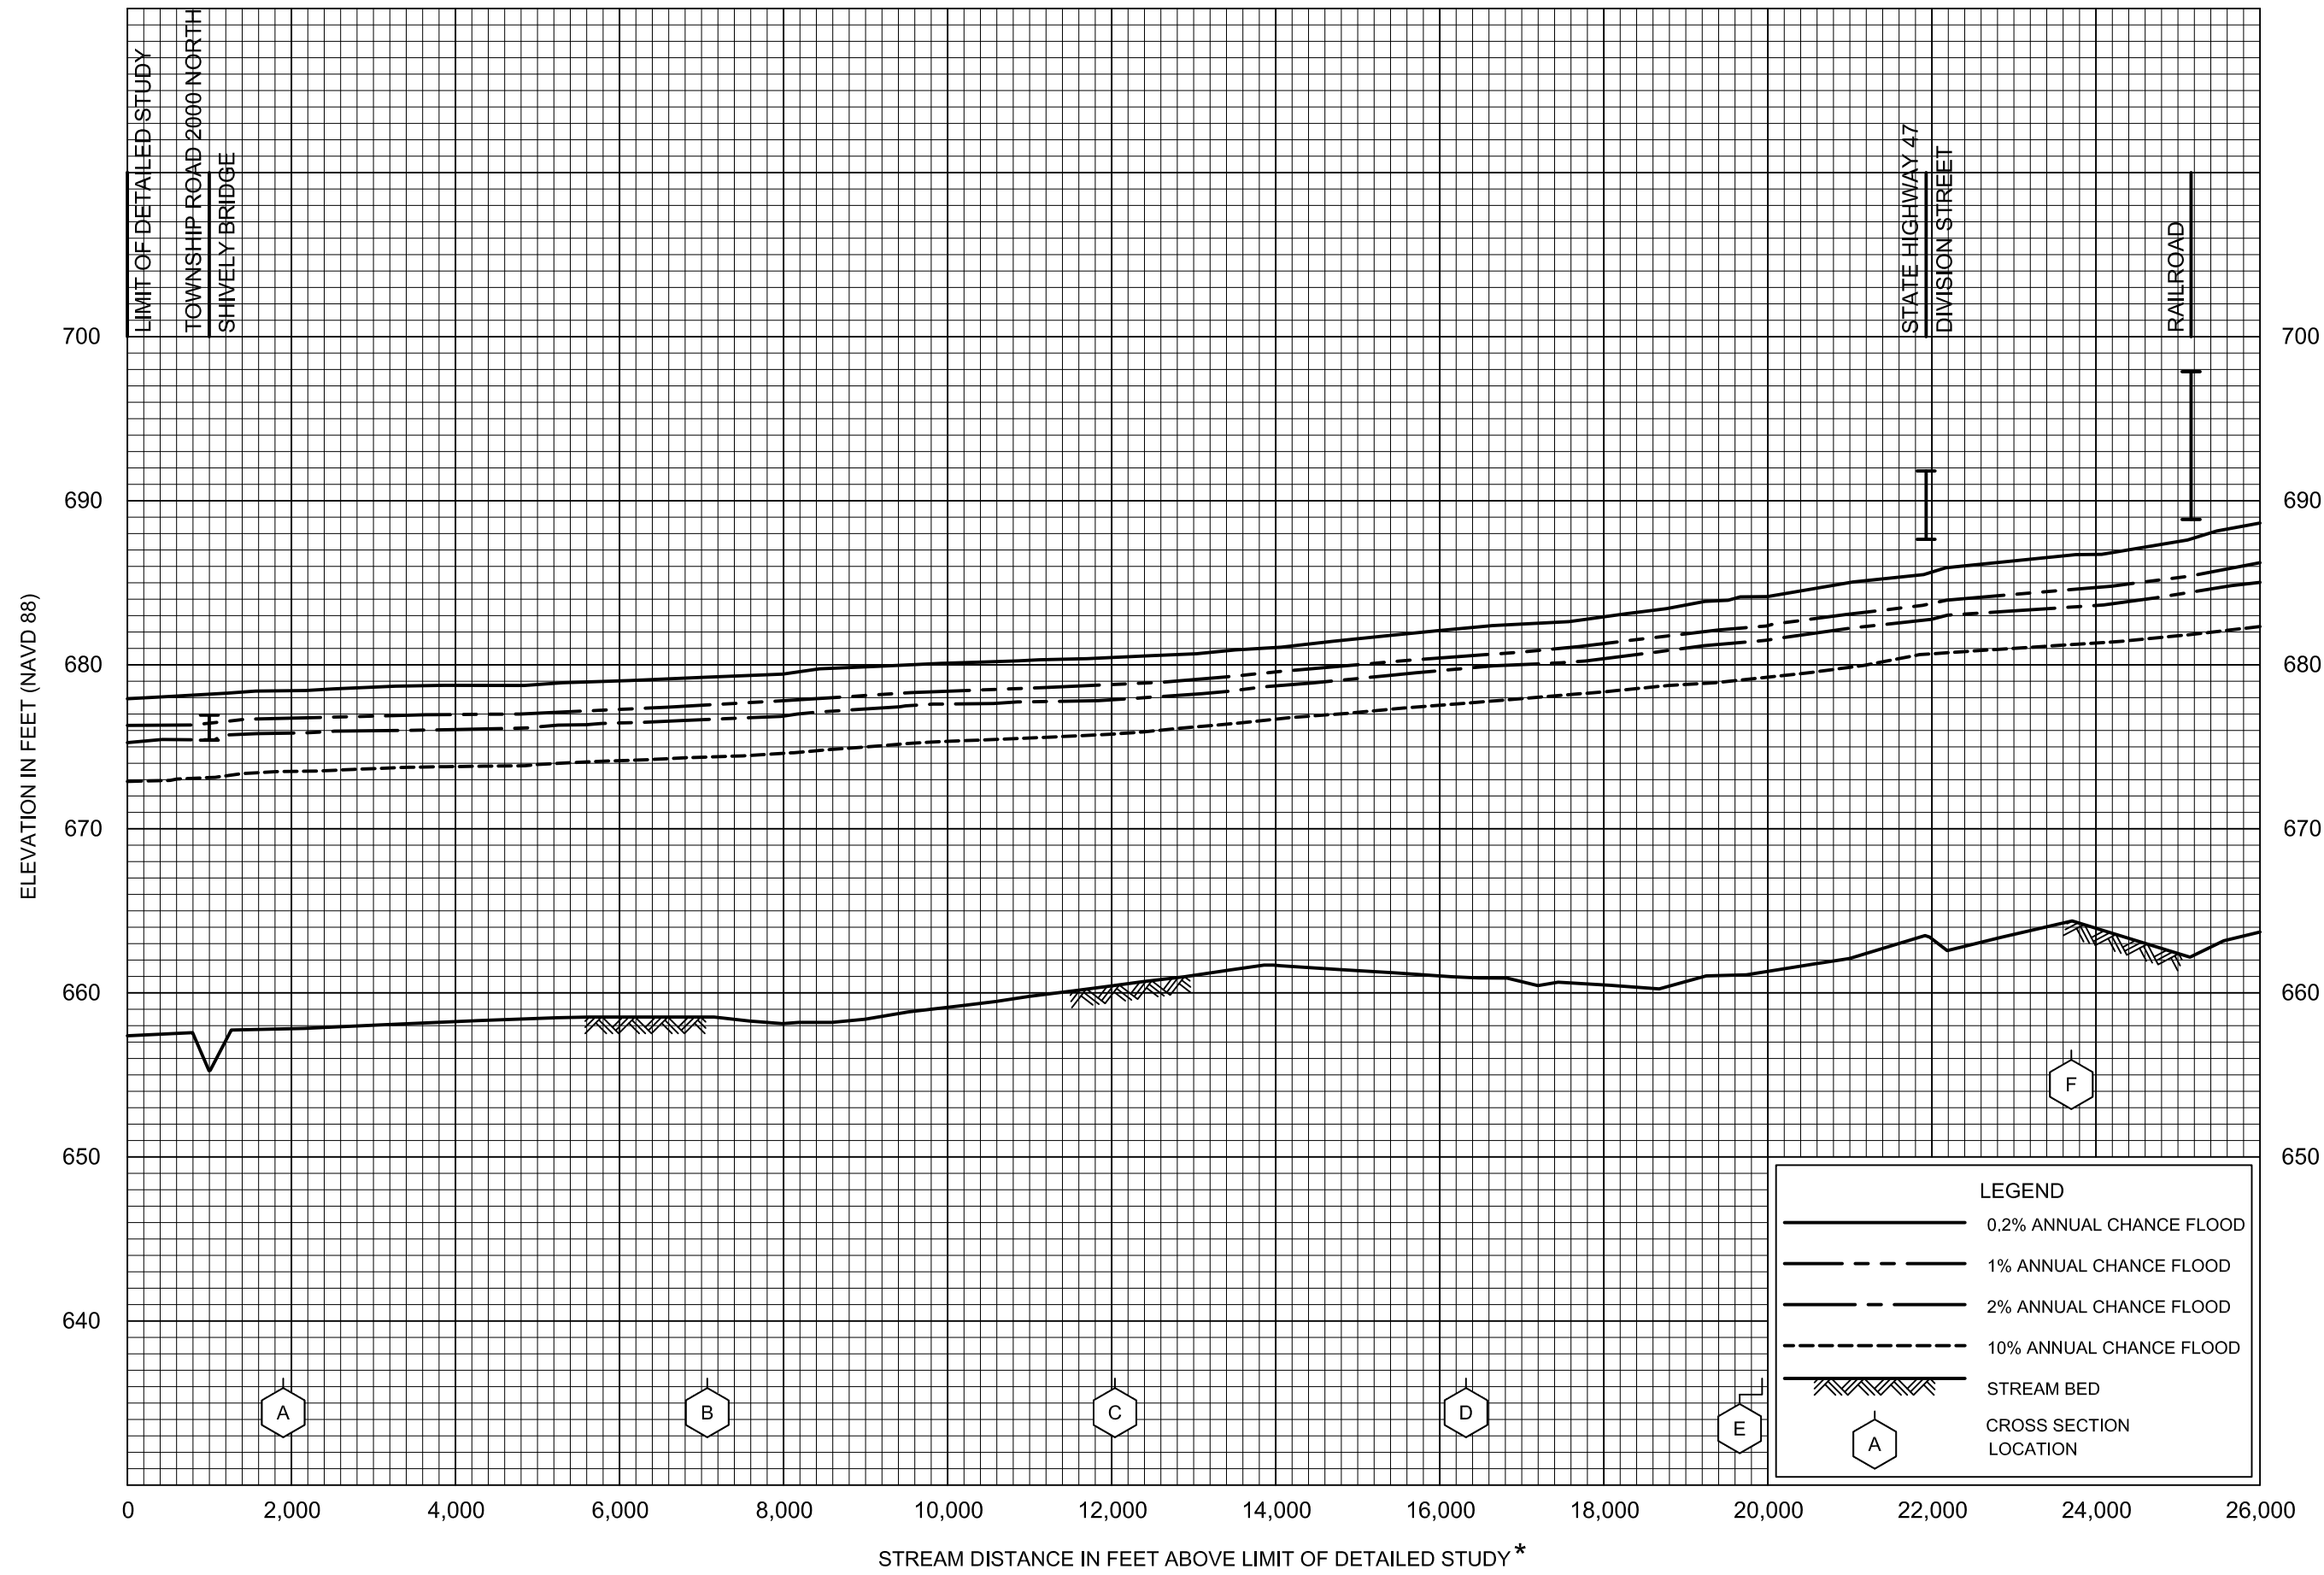 LIMIT OF DETAILED STUDY
TOWNSHIP ROAD 2000 NORTH
SHIVELY BRIDGE
STATE HIGHWAY 47
DIVISION STREET
RAILROAD
700
700
690
690
680
680
670
670
660
660
650
650
640
ELEVATION IN FEET (NAVD 88)
A
B
C
D
E
F
LEGEND
0.2% ANNUAL CHANCE FLOOD
1% ANNUAL CHANCE FLOOD
2% ANNUAL CHANCE FLOOD
10% ANNUAL CHANCE FLOOD
STREAM BED
A
CROSS SECTION
LOCATION
0 2,000 4,000 6,000 8,000 10,000 12,000 14,000 16,000 18,000 20,000 22,000 24,000 26,000
STREAM DISTANCE IN FEET ABOVE LIMIT OF DETAILED STUDY *